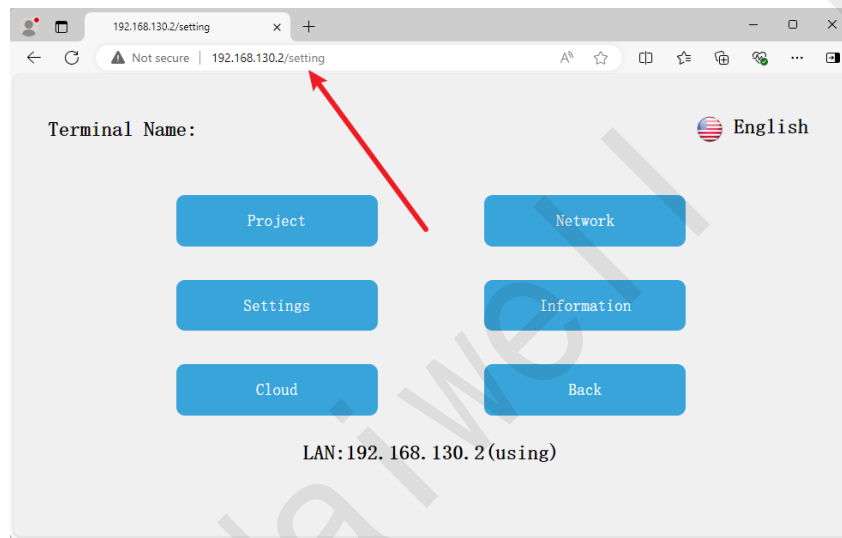 192.168.130.2/setting
Not secure | 192.168.130.2/setting
Terminal Name:
English
Project
Network
Settings
Information
Cloud
Back
LAN:192.168.130.2(using)